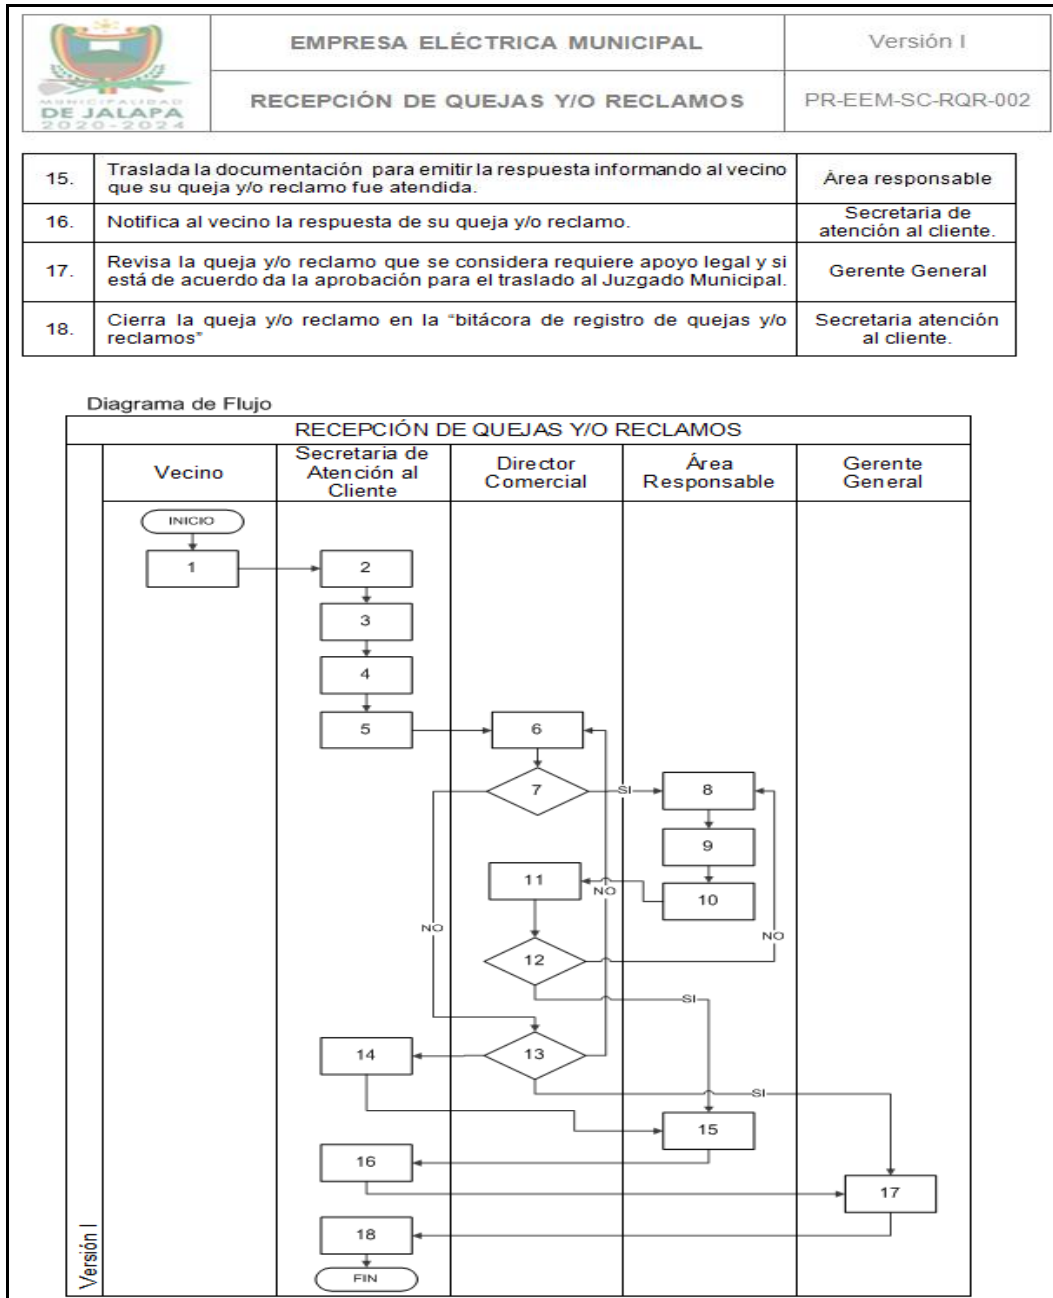 EMPRESA ELÉCTRICA MUNICIPAL
Versión I
MUNICIPALIDAD
DE JALAPA
2020-2024
RECEPCIÓN DE QUEJAS Y/O RECLAMOS
PR-EEM-SC-RQR-002
15.
Traslada la documentación para emitir la respuesta informando al vecino
que su queja y/o reclamo fue atendida.
Área responsable
16.
Notifica al vecino la respuesta de su queja y/o reclamo.
Secretaria de
atención al cliente.
17.
Revisa la queja y/o reclamo que se considera requiere apoyo legal y si
está de acuerdo da la aprobación para el traslado al Juzgado Municipal.
Gerente General
18.
Cierra la queja y/o reclamo en la “bitácora de registro de quejas y/o
reclamos”
Secretaria atención
al cliente.
Diagrama de Flujo
RECEPCIÓN DE QUEJAS Y/O RECLAMOS
Vecino
Secretaria de
Atención al
Cliente
Director
Comercial
Área
Responsable
Gerente
General
INICIO
1
2
3
4
5
6
7
SI
8
9
11
NO
10
NO
NO
12
SI
14
13
SI
15
16
17
18
FIN
Versión I